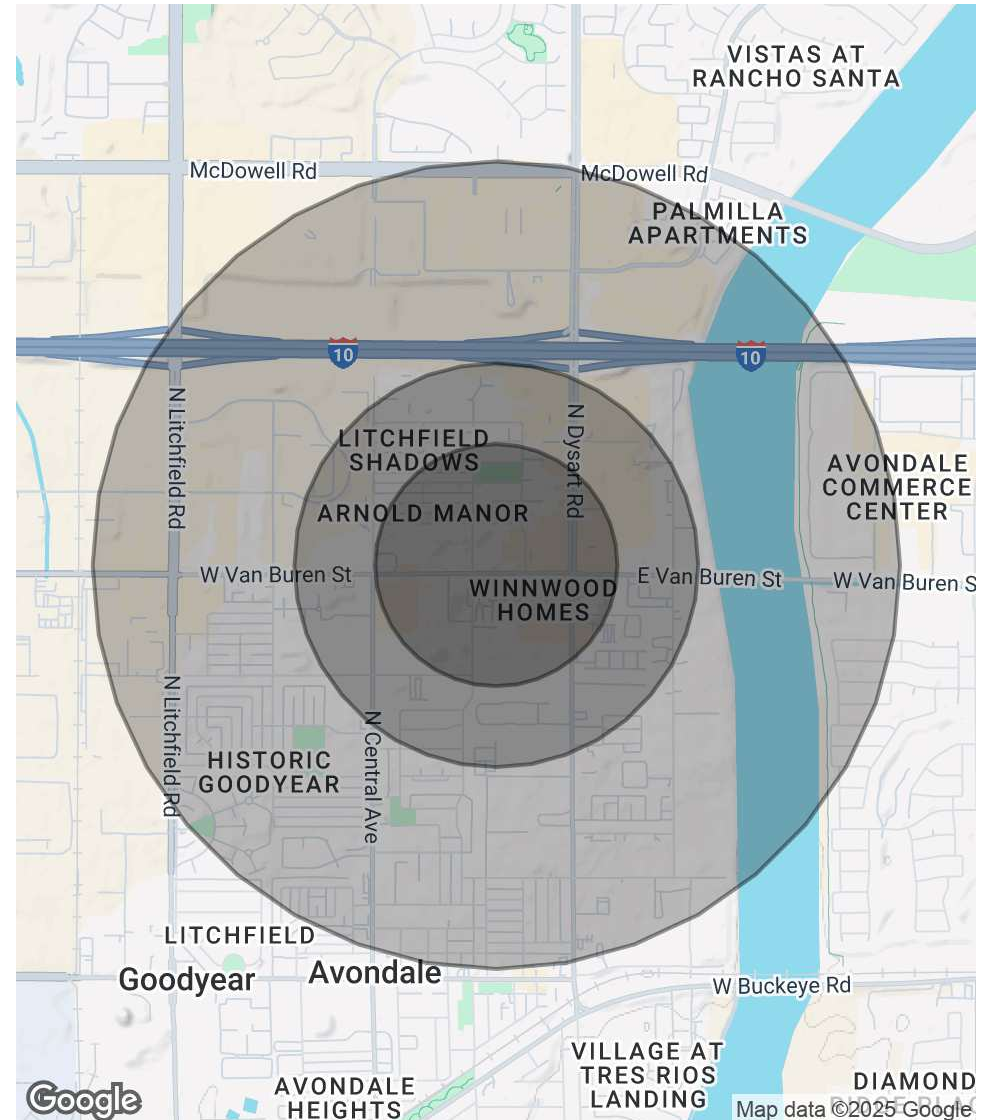 VISTAS AT
RANCHO SANTA
McDowell Rd
McDowell Rd
PALMILLA
APARTMENTS
10
10
N Litchfield Rd
N Dysart Rd
LITCHFIELD
SHADOWS
AVONDALE
COMMERCE
CENTER
ARNOLD MANOR
W Van Buren St
E Van Buren St
W Van Buren S
WINNWOOD
HOMES
N Litchfield Rd
N Central Ave
HISTORIC
GOODYEAR
LITCHFIELD
Goodyear
Avondale
W Buckeye Rd
VILLAGE AT
TRES RIOS
LANDING
AVONDALE
HEIGHTS
DIAMOND
Google
Map data ©2025 Google